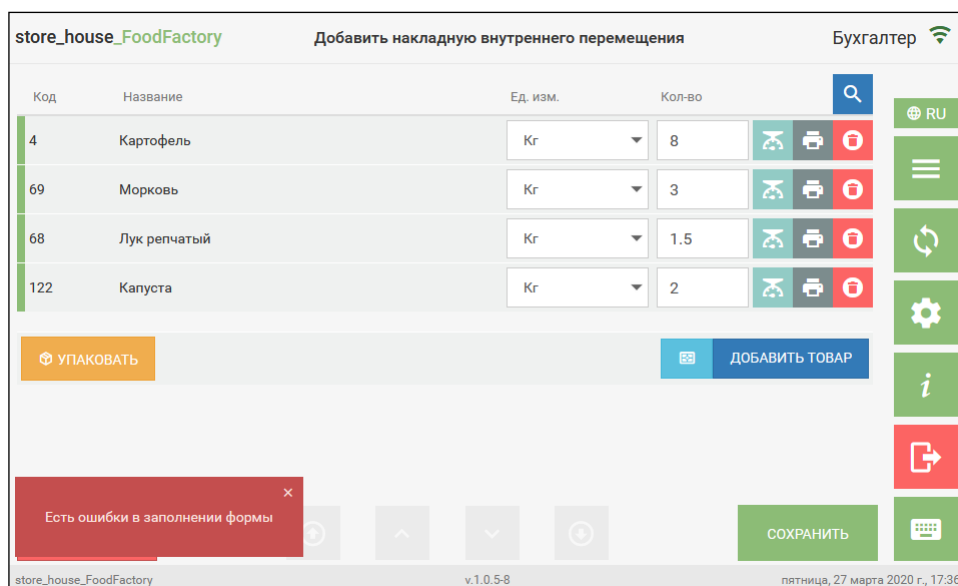 store_house_FoodFactory Добавить накладную внутреннего перемещения Бухгалтер
Код Название Ед. изм. Кол-во
RU
4 Картофель Кг 8
69 Морковь Кг 3
68 Лук репчатый Кг 1.5
122 Капуста Кг 2
УПАКОВАТЬ ДОБАВИТЬ ТОВАР
i
×
Есть ошибки в заполнении формы
СОХРАНИТЬ
store_house_FoodFactory v.1.0.5-8 пятница, 27 марта 2020 г., 17:36